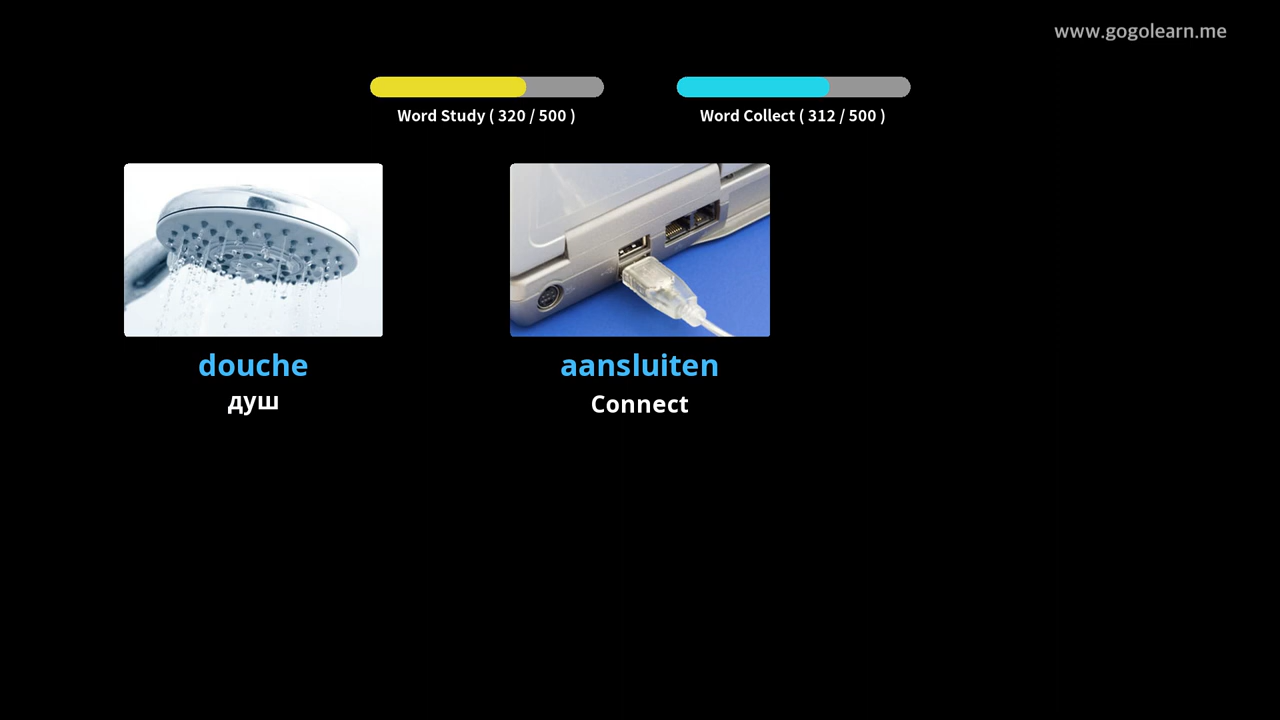 www.gogolearn.me
Word Study ( 320 / 500 )
Word Collect ( 312 / 500 )
douche
душ
aansluiten
Connect